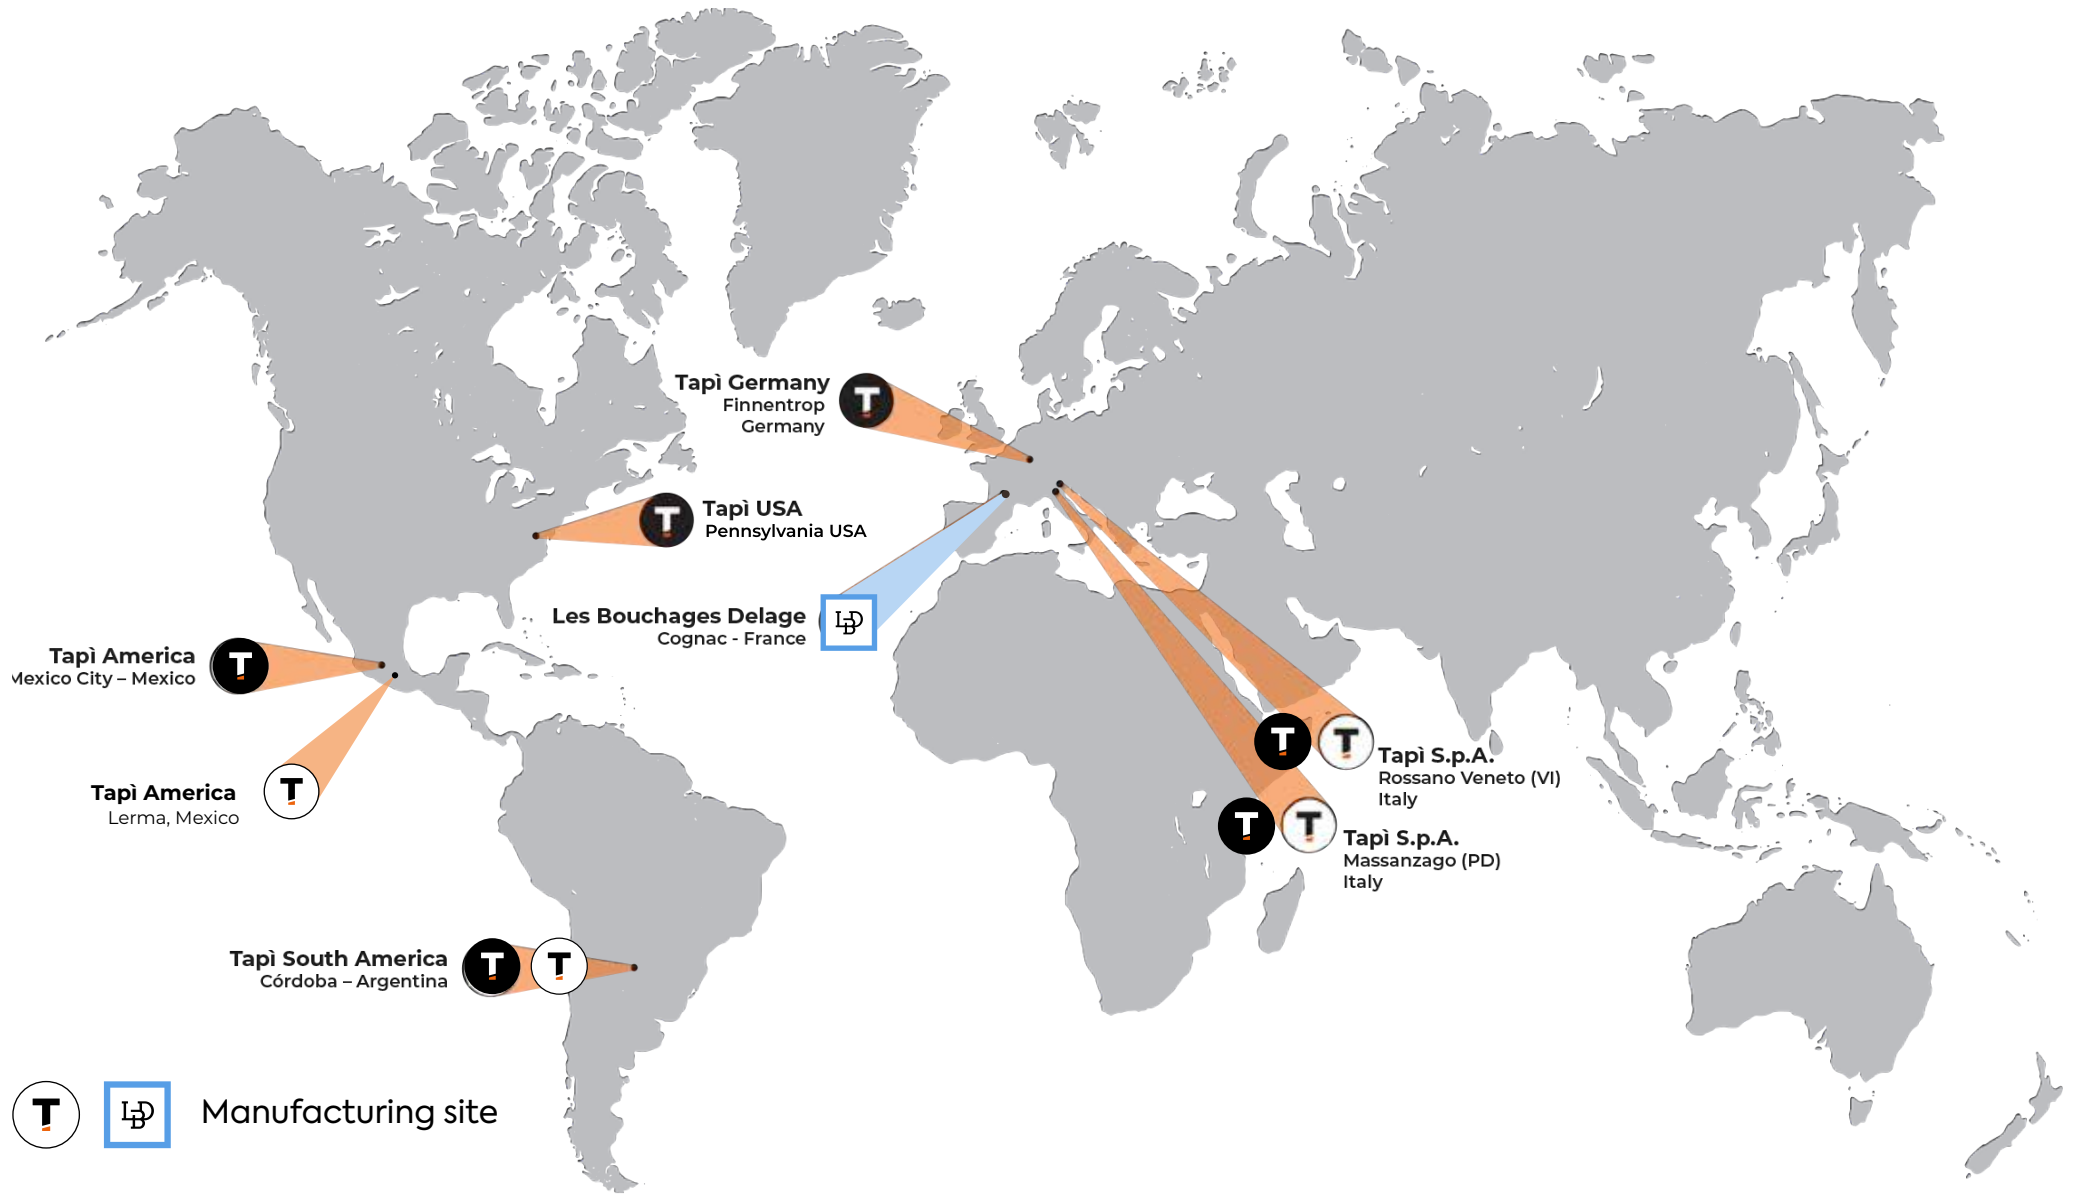 Tapì Germany
Finnentrop
Germany
Tapì USA
Pennsylvania USA
Les Bouchages Delage
Cognac - France
LBD
Tapì America
Mexico City – Mexico
Tapì America
Lerma, Mexico
Tapì S.p.A.
Rossano Veneto (VI)
Italy
Tapì S.p.A.
Massanzago (PD)
Italy
Tapì South America
Córdoba – Argentina
T
LBD
Manufacturing site